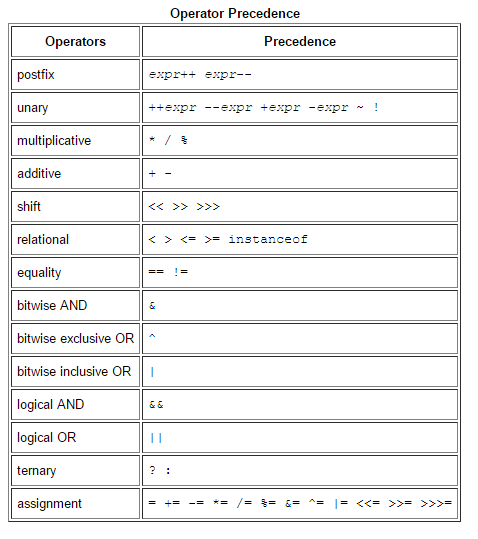 Operator Precedence
Operators Precedence
postfix expr++ expr--
unary ++expr --expr +expr -expr ~ !
multiplicative * / %
additive + -
shift << >> >>>
relational < > <= >= instanceof
equality == !=
bitwise AND &
bitwise exclusive OR ^
bitwise inclusive OR |
logical AND &&
logical OR ||
ternary ? :
assignment = += -= *= /= %= &= ^= |= <<= >>= >>>=